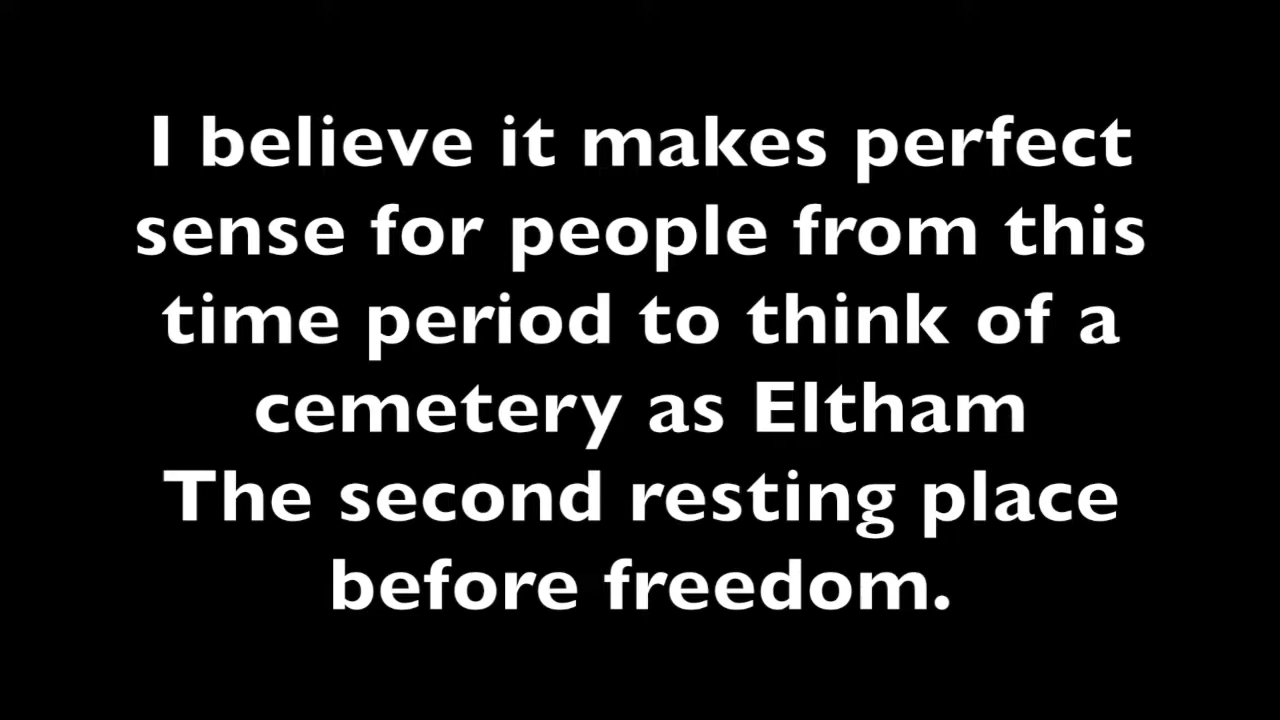 I believe it makes perfect
sense for people from this
time period to think of a
cemetery as Eltham
The second resting place
before freedom.